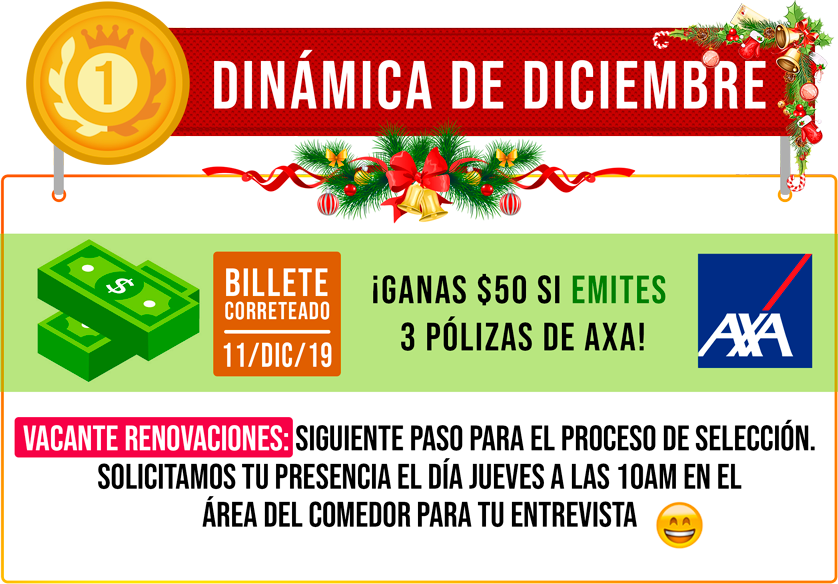 1
DINÁMICA DE DICIEMBRE
$
BILLETE
CORRETEADO
11/DIC/19
¡GANAS $50 SI EMITES
3 PÓLIZAS DE AXA!
AXA
VACANTE RENOVACIONES: SIGUIENTE PASO PARA EL PROCESO DE SELECCIÓN.
SOLICITAMOS TU PRESENCIA EL DÍA JUEVES A LAS 10AM EN EL
ÁREA DEL COMEDOR PARA TU ENTREVISTA